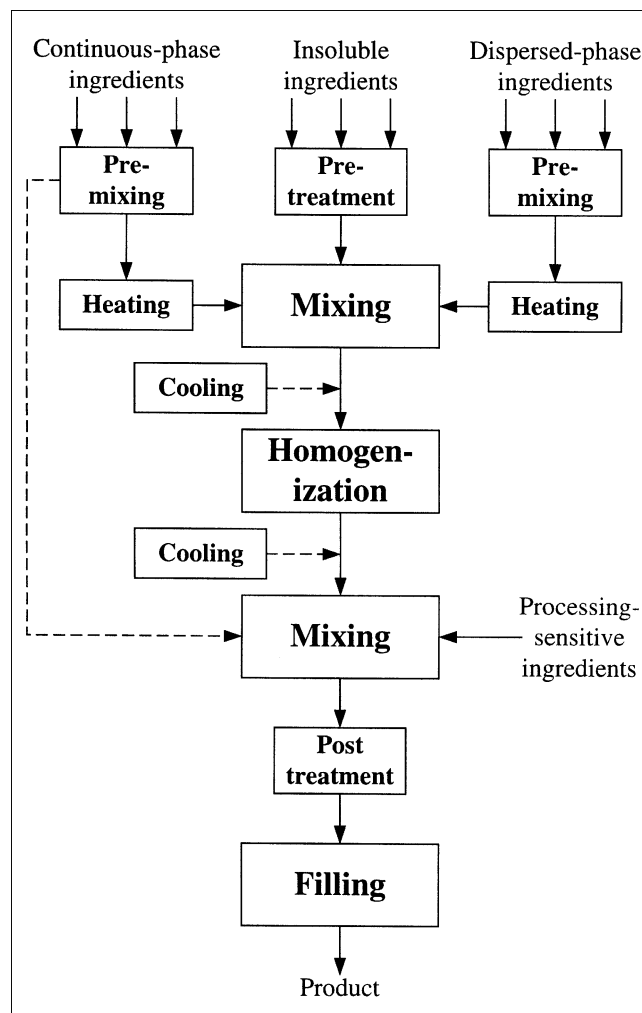 Continuous-phase
ingredients
Insoluble
ingredients
Dispersed-phase
ingredients
Pre-
mixing
Pre-
treatment
Pre-
mixing
Heating
Mixing
Heating
Cooling
Homogen-
ization
Cooling
Mixing
Processing-
sensitive
ingredients
Post
treatment
Filling
Product